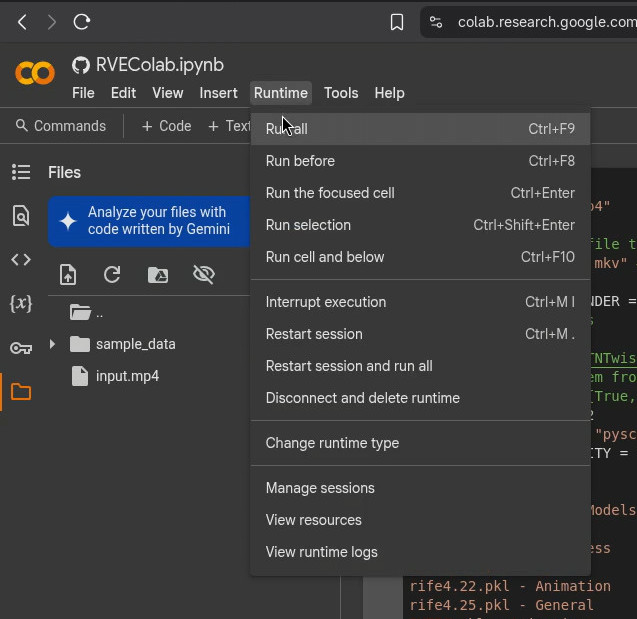 colab.research.google.com
RVEColab.ipynb
File Edit View Insert Runtime Tools Help
Commands + Code + Text
Run all Ctrl+F9
Run before Ctrl+F8
Run the focused cell Ctrl+Enter
Run selection Ctrl+Shift+Enter
Run cell and below Ctrl+F10
Interrupt execution Ctrl+M I
Restart session Ctrl+M .
Restart session and run all
Disconnect and delete runtime
Change runtime type
Manage sessions
View resources
View runtime logs
Files
Analyze your files with
code written by Gemini
{x}
..
sample_data
input.mp4
p4"
file t
mkv"
NDER =
s
TNTwis
em fro
[True,
2
"pysc
ITY =
Models
ess
rife4.22.pkl - Animation
rife4.25.pkl - General